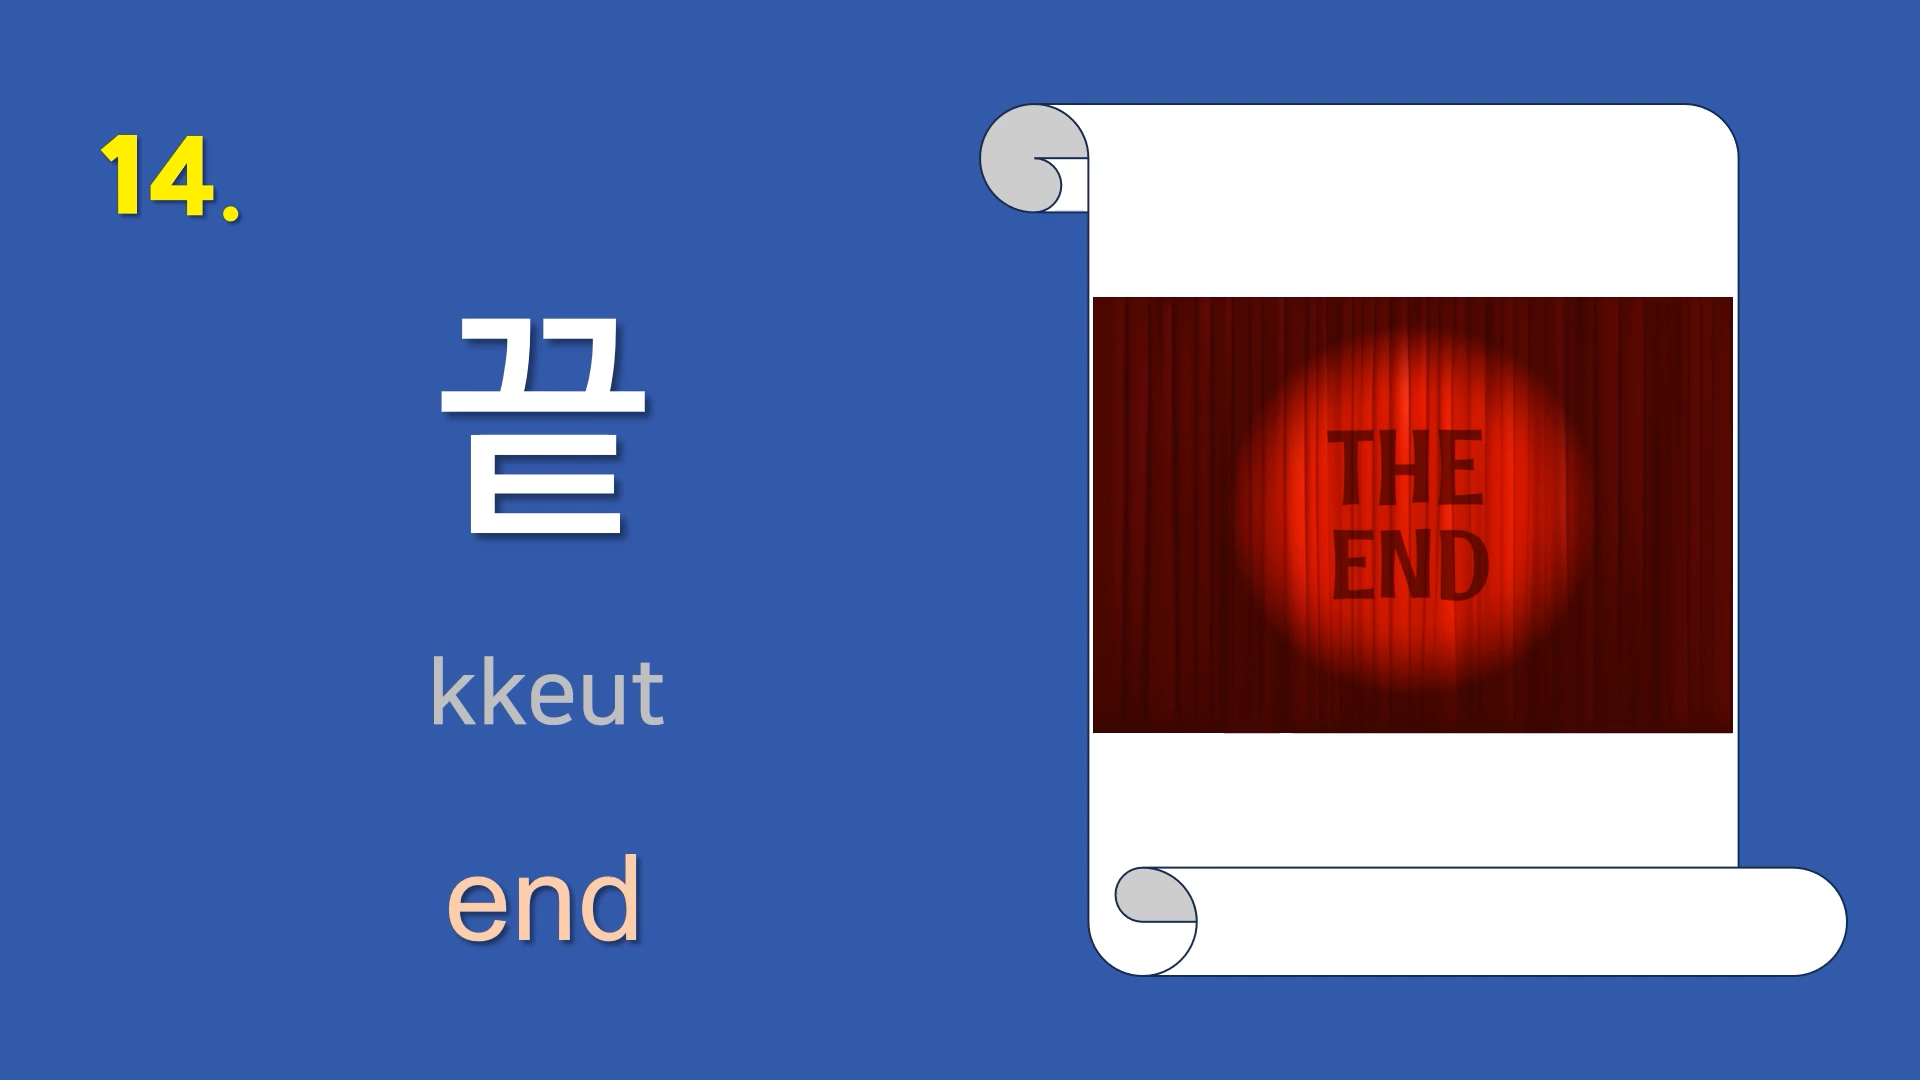 14.
끝
kkeut
end
THE
END